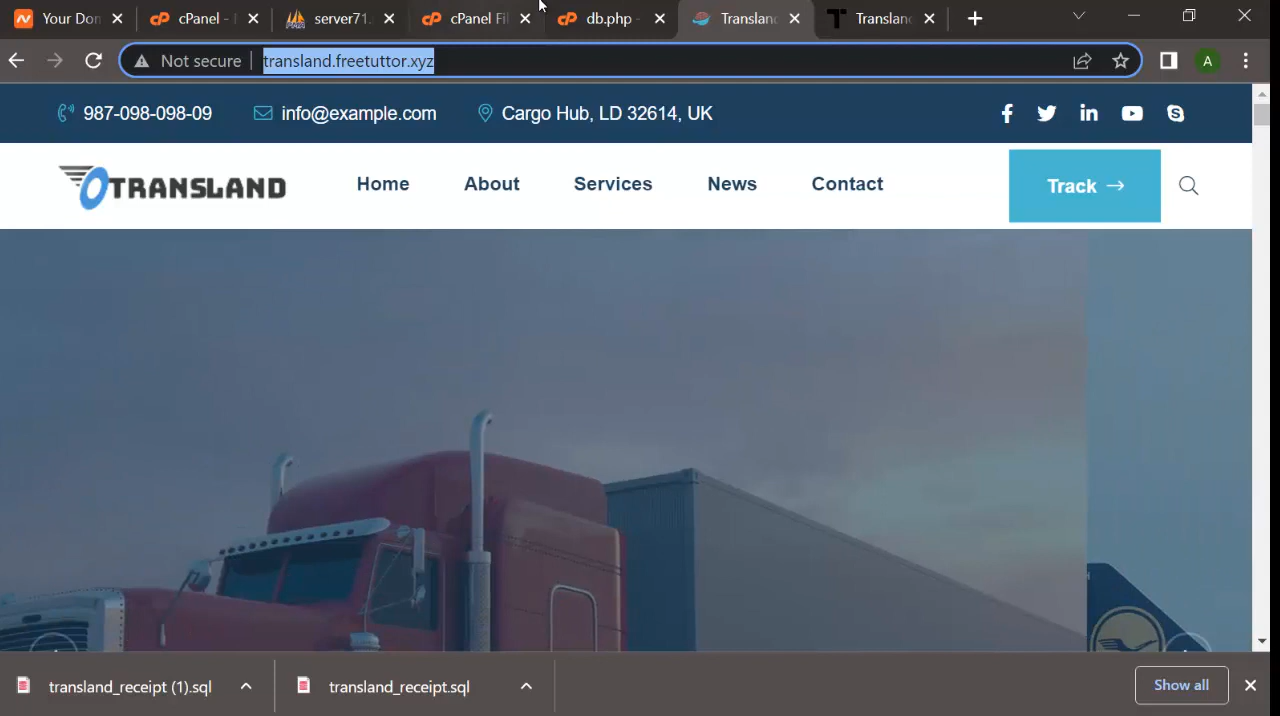 Your Don
cPanel -
server71.
cPanel Fil
db.php -
Transland
Transland
Not secure
transland.freetuttor.xyz
A
987-098-098-09
info@example.com
Cargo Hub, LD 32614, UK
TRANSLAND
Home
About
Services
News
Contact
Track
transland_receipt (1).sql
transland_receipt.sql
Show all